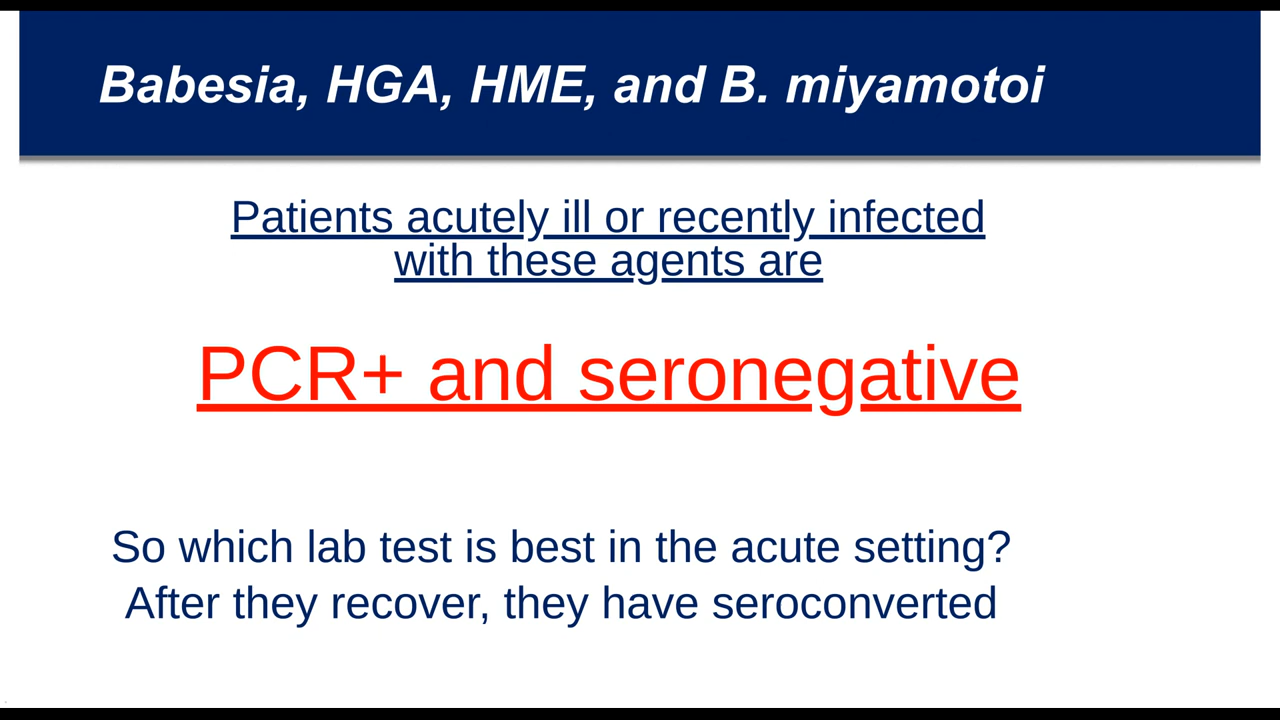 Babesia, HGA, HME, and B. miyamotoi
Patients acutely ill or recently infected
with these agents are
PCR+ and seronegative
So which lab test is best in the acute setting?
After they recover, they have seroconverted